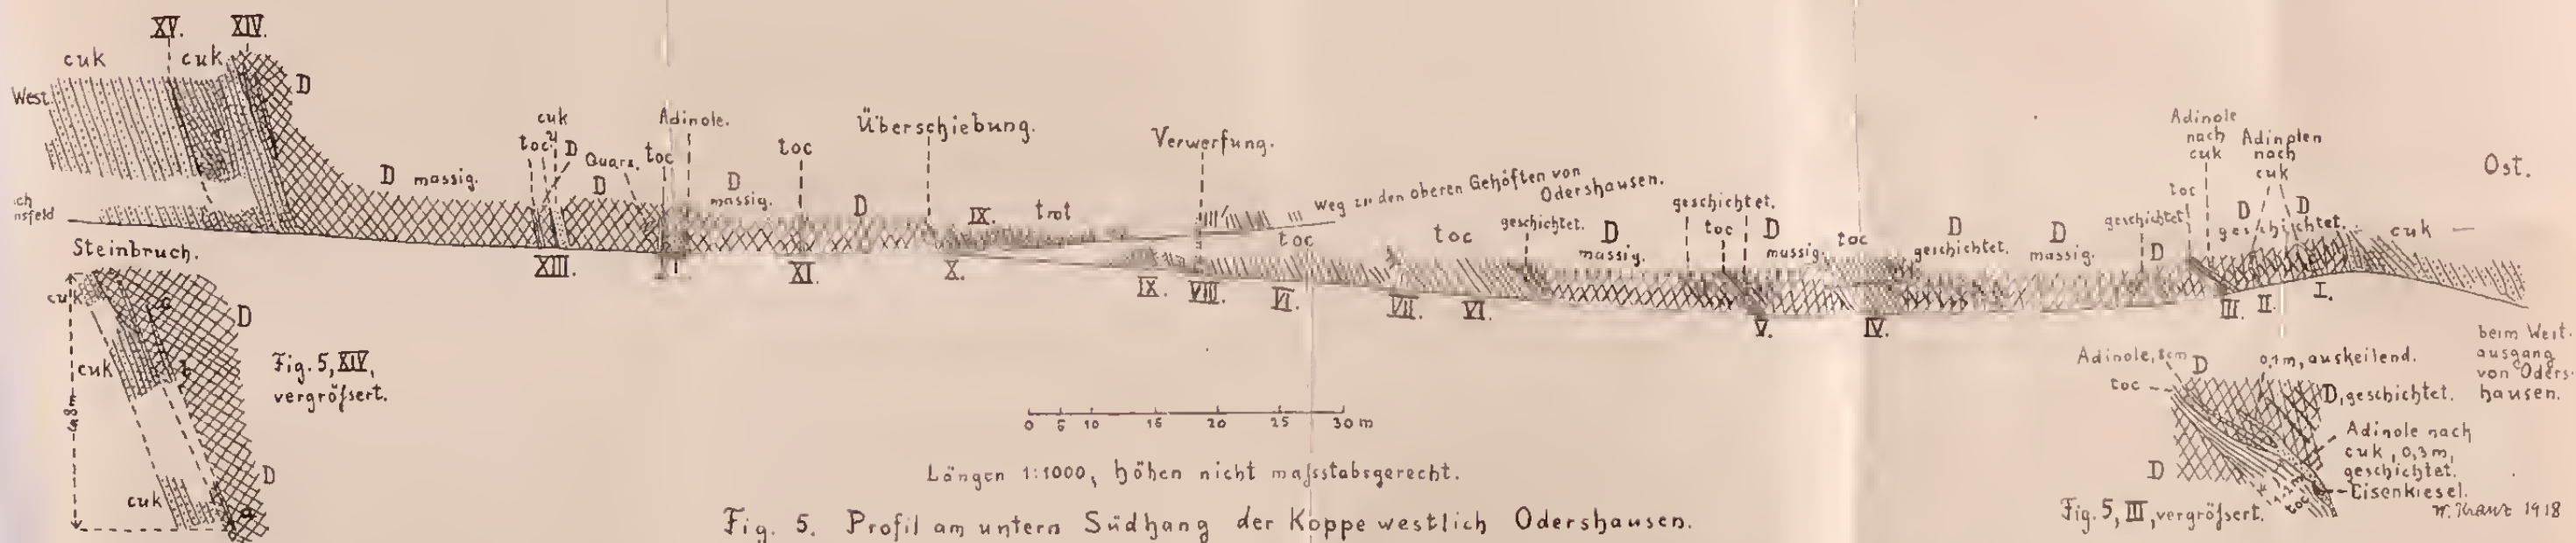 XV. XIV.
cuk cuk
D
West.
nsfeld
Steinbruch.
D massig.
cuk
toc
D
Quarz.
D
XIII.
toc
Adinole.
D
massig.
toc
XI.
D
Überschiebung.
IX. trot
X.
Verwerfung.
Weg zu den oberen Gehöften von
Odershausen.
toc
IX. VIII. VI. VII. VI.
toc
geschichtet.
D
massig.
geschichtet.
toc
D
massig.
V.
toc
IV.
D
geschichtet.
D
massig.
geschichtet!
D
toc
Adinole
nach
cuk
Adinolen
nach
cuk
D D
geschichtet.
III. II. I.
cuk
Ost.
beim West-
ausgang
von Oders-
hausen.
cuk
c
D
cuk
b
cuk
D
a
Fig. 5, XIV,
vergrößert.
0 5 10 15 20 25 30 m
Längen 1:1000, Höhen nicht maßstabsgerecht.
Fig. 5. Profil am untern Südhang der Koppe westlich Odershausen.
Adinole, 8cm
D
0,1m, auskeilend.
toc
D, geschichtet.
Adinole nach
cuk, 0,3m,
geschichtet.
D
toc
Eisenkiesel.
Fig. 5, III, vergrößert.
W. Kranz 1918